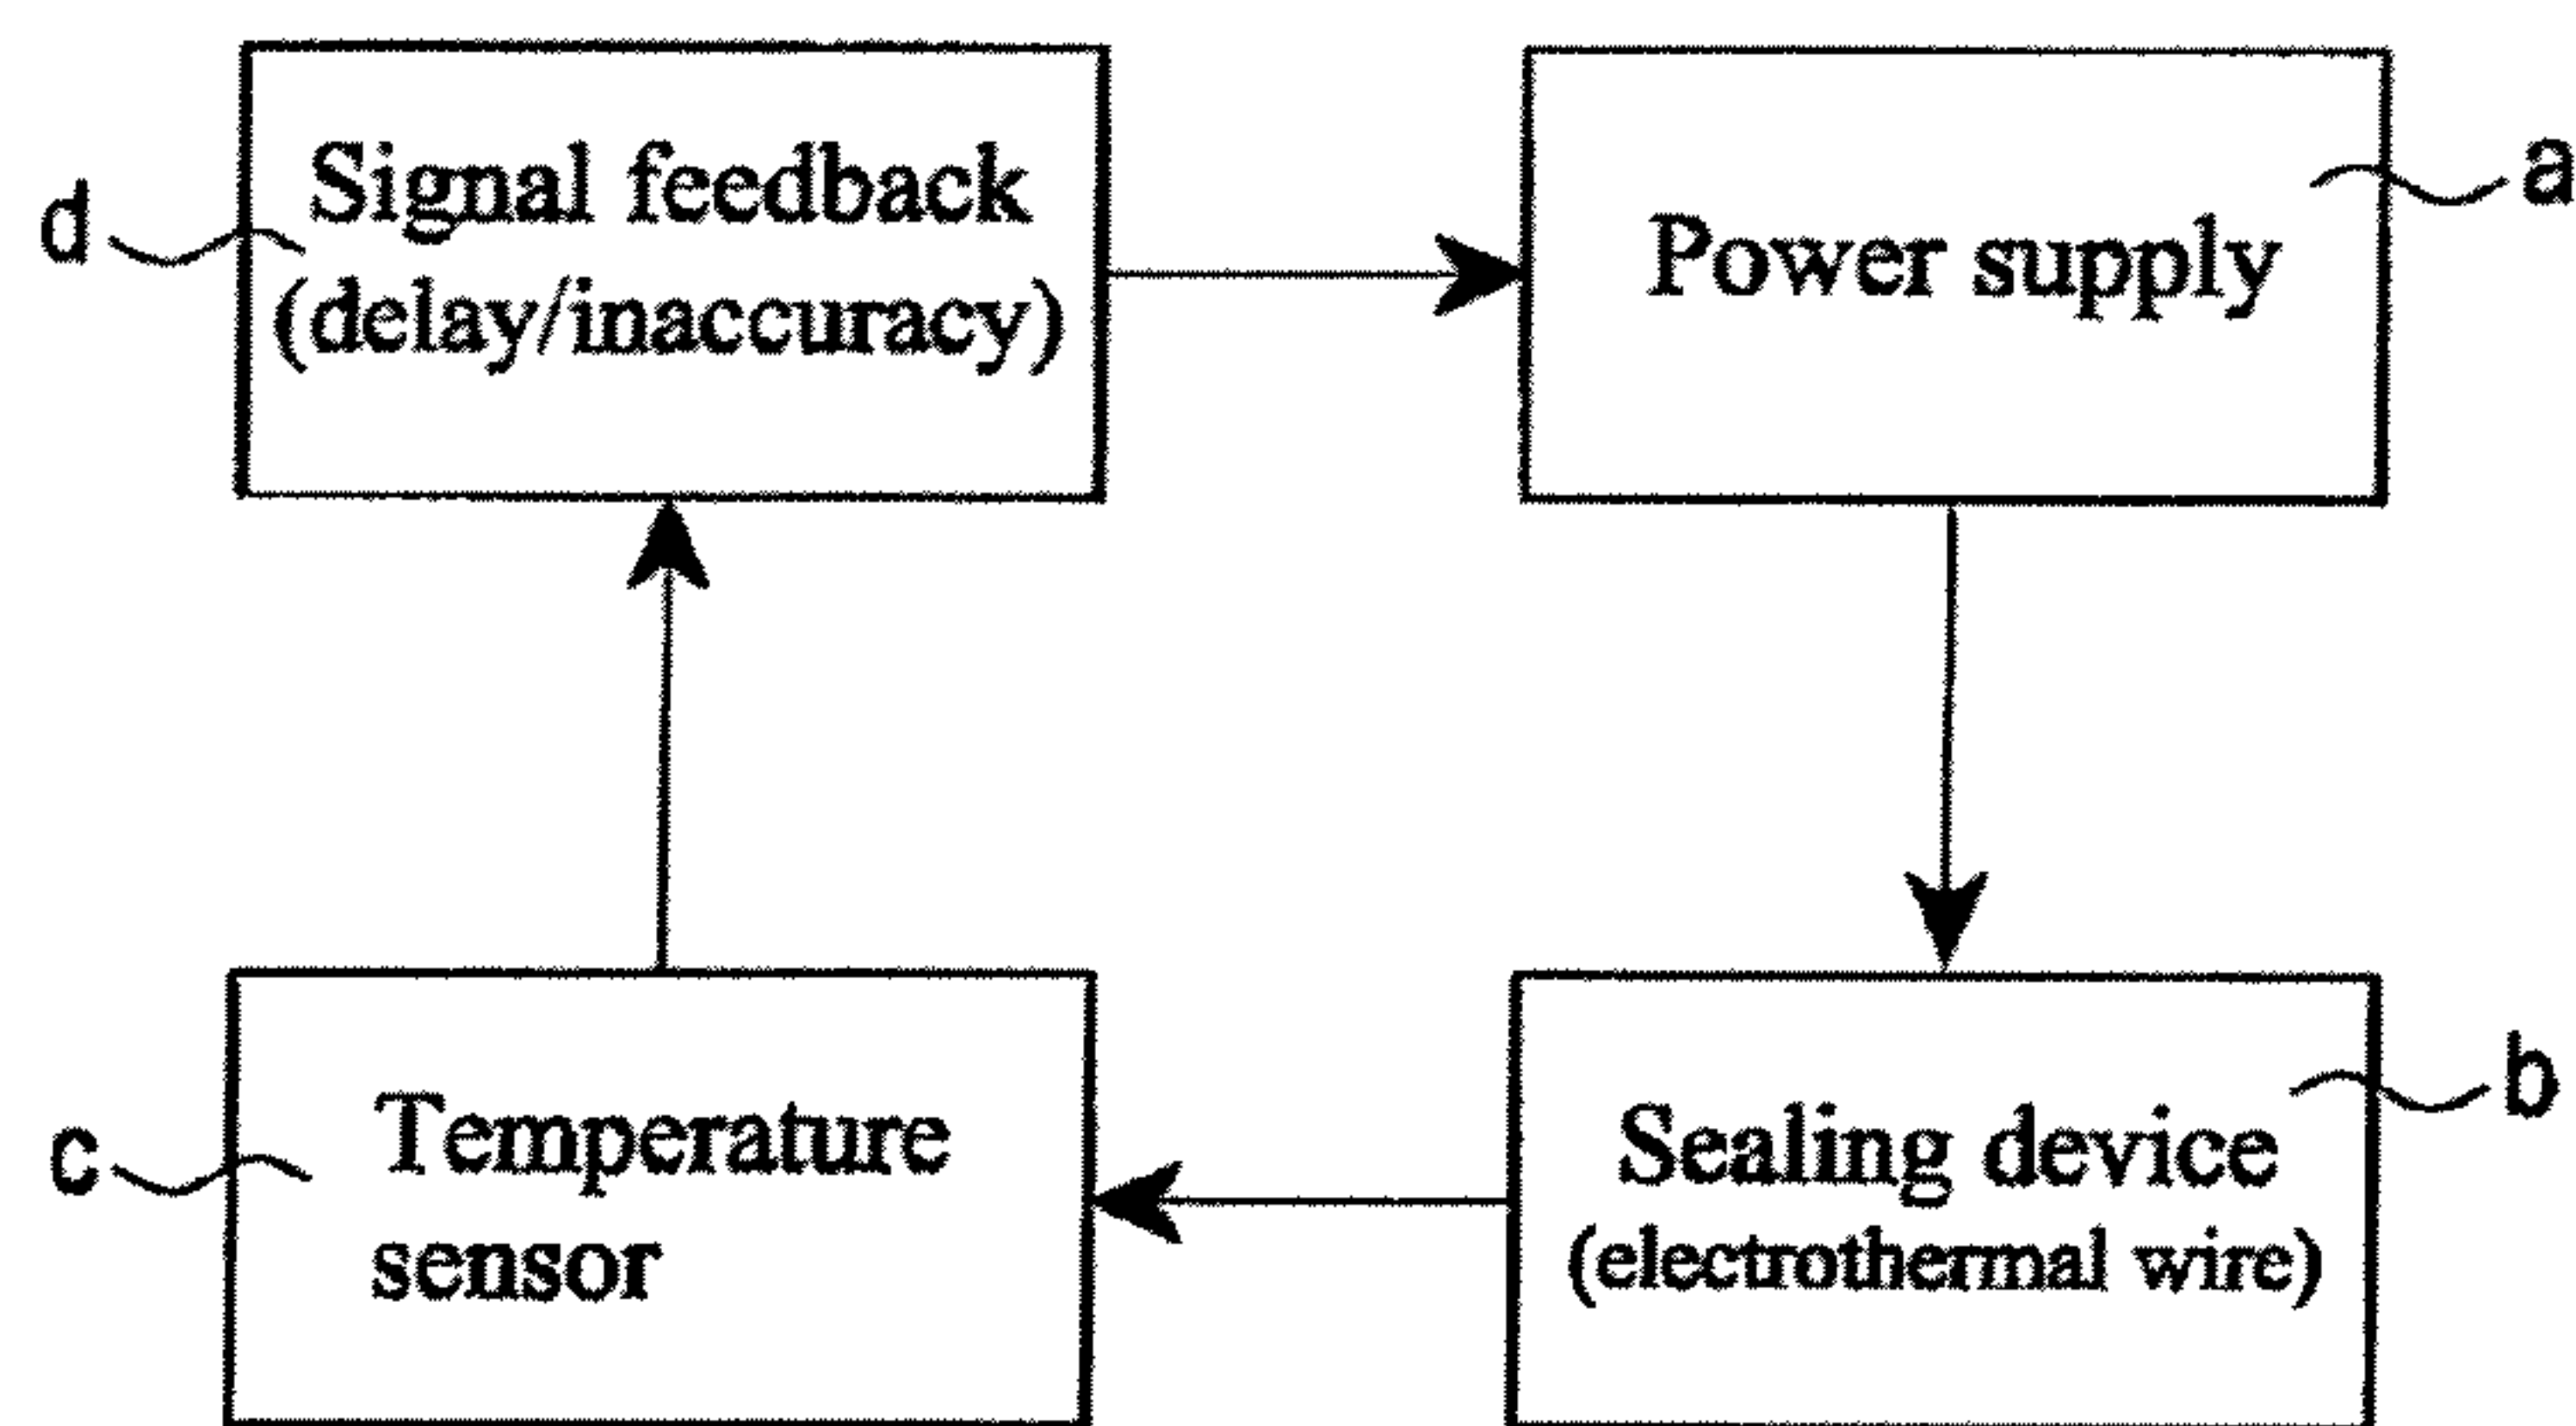 d
Signal feedback
(delay/inaccuracy)
Power supply
a
c
Temperature
sensor
Sealing device
(electrothermal wire)
b